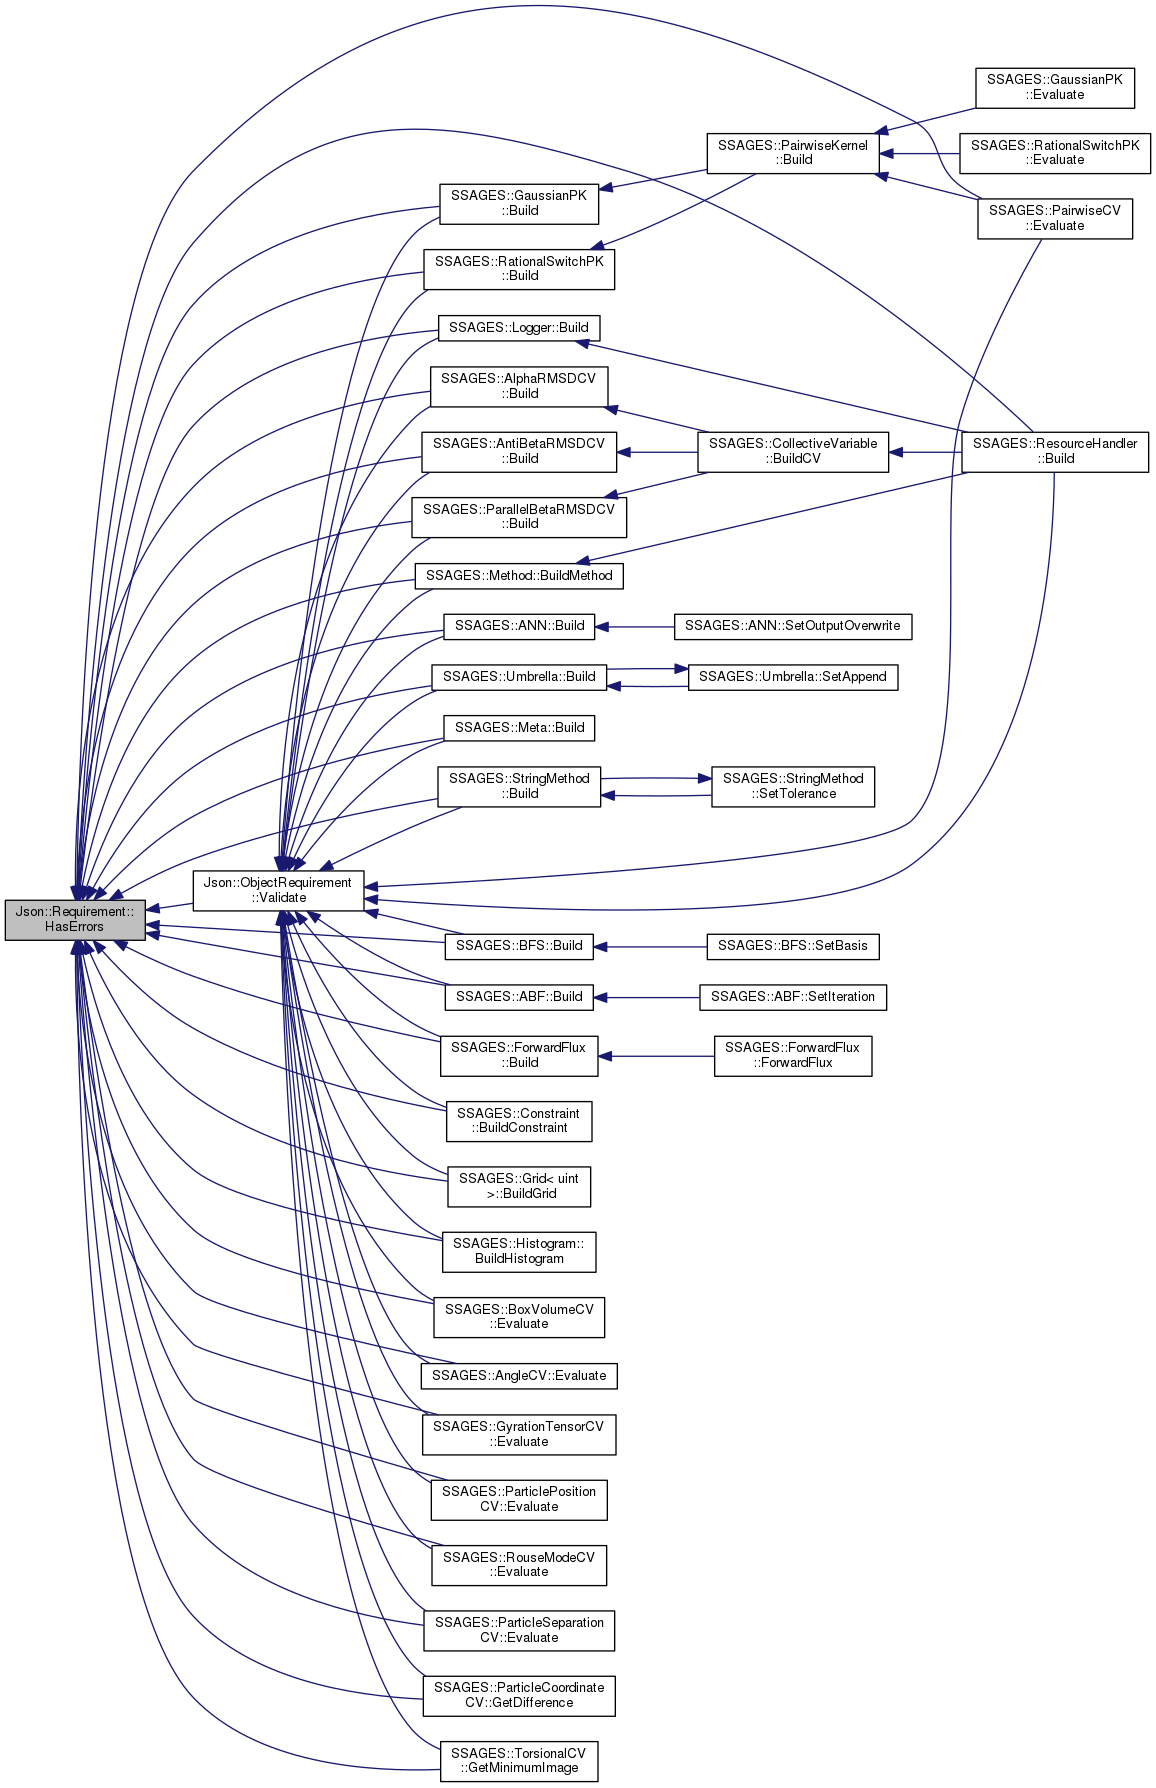 SSAGES::GaussianPK
::Evaluate
SSAGES::PairwiseKernel
::Build
SSAGES::RationalSwitchPK
::Evaluate
SSAGES::GaussianPK
::Build
SSAGES::PairwiseCV
::Evaluate
SSAGES::RationalSwitchPK
::Build
SSAGES::Logger::Build
SSAGES::AlphaRMSDCV
::Build
SSAGES::AntiBetaRMSDCV
::Build
SSAGES::CollectiveVariable
::BuildCV
SSAGES::ResourceHandler
::Build
SSAGES::ParallelBetaRMSDCV
::Build
SSAGES::Method::BuildMethod
SSAGES::ANN::Build
SSAGES::ANN::SetOutputOverwrite
SSAGES::Umbrella::Build
SSAGES::Umbrella::SetAppend
SSAGES::Meta::Build
SSAGES::StringMethod
::Build
SSAGES::StringMethod
::SetTolerance
Json::ObjectRequirement
::Validate
Json::Requirement::
HasErrors
SSAGES::BFS::Build
SSAGES::BFS::SetBasis
SSAGES::ABF::Build
SSAGES::ABF::SetIteration
SSAGES::ForwardFlux
::Build
SSAGES::ForwardFlux
::ForwardFlux
SSAGES::Constraint
::BuildConstraint
SSAGES::Grid< uint
>::BuildGrid
SSAGES::Histogram::
BuildHistogram
SSAGES::BoxVolumeCV
::Evaluate
SSAGES::AngleCV::Evaluate
SSAGES::GyrationTensorCV
::Evaluate
SSAGES::ParticlePosition
CV::Evaluate
SSAGES::RouseModeCV
::Evaluate
SSAGES::ParticleSeparation
CV::Evaluate
SSAGES::ParticleCoordinate
CV::GetDifference
SSAGES::TorsionalCV
::GetMinimumImage